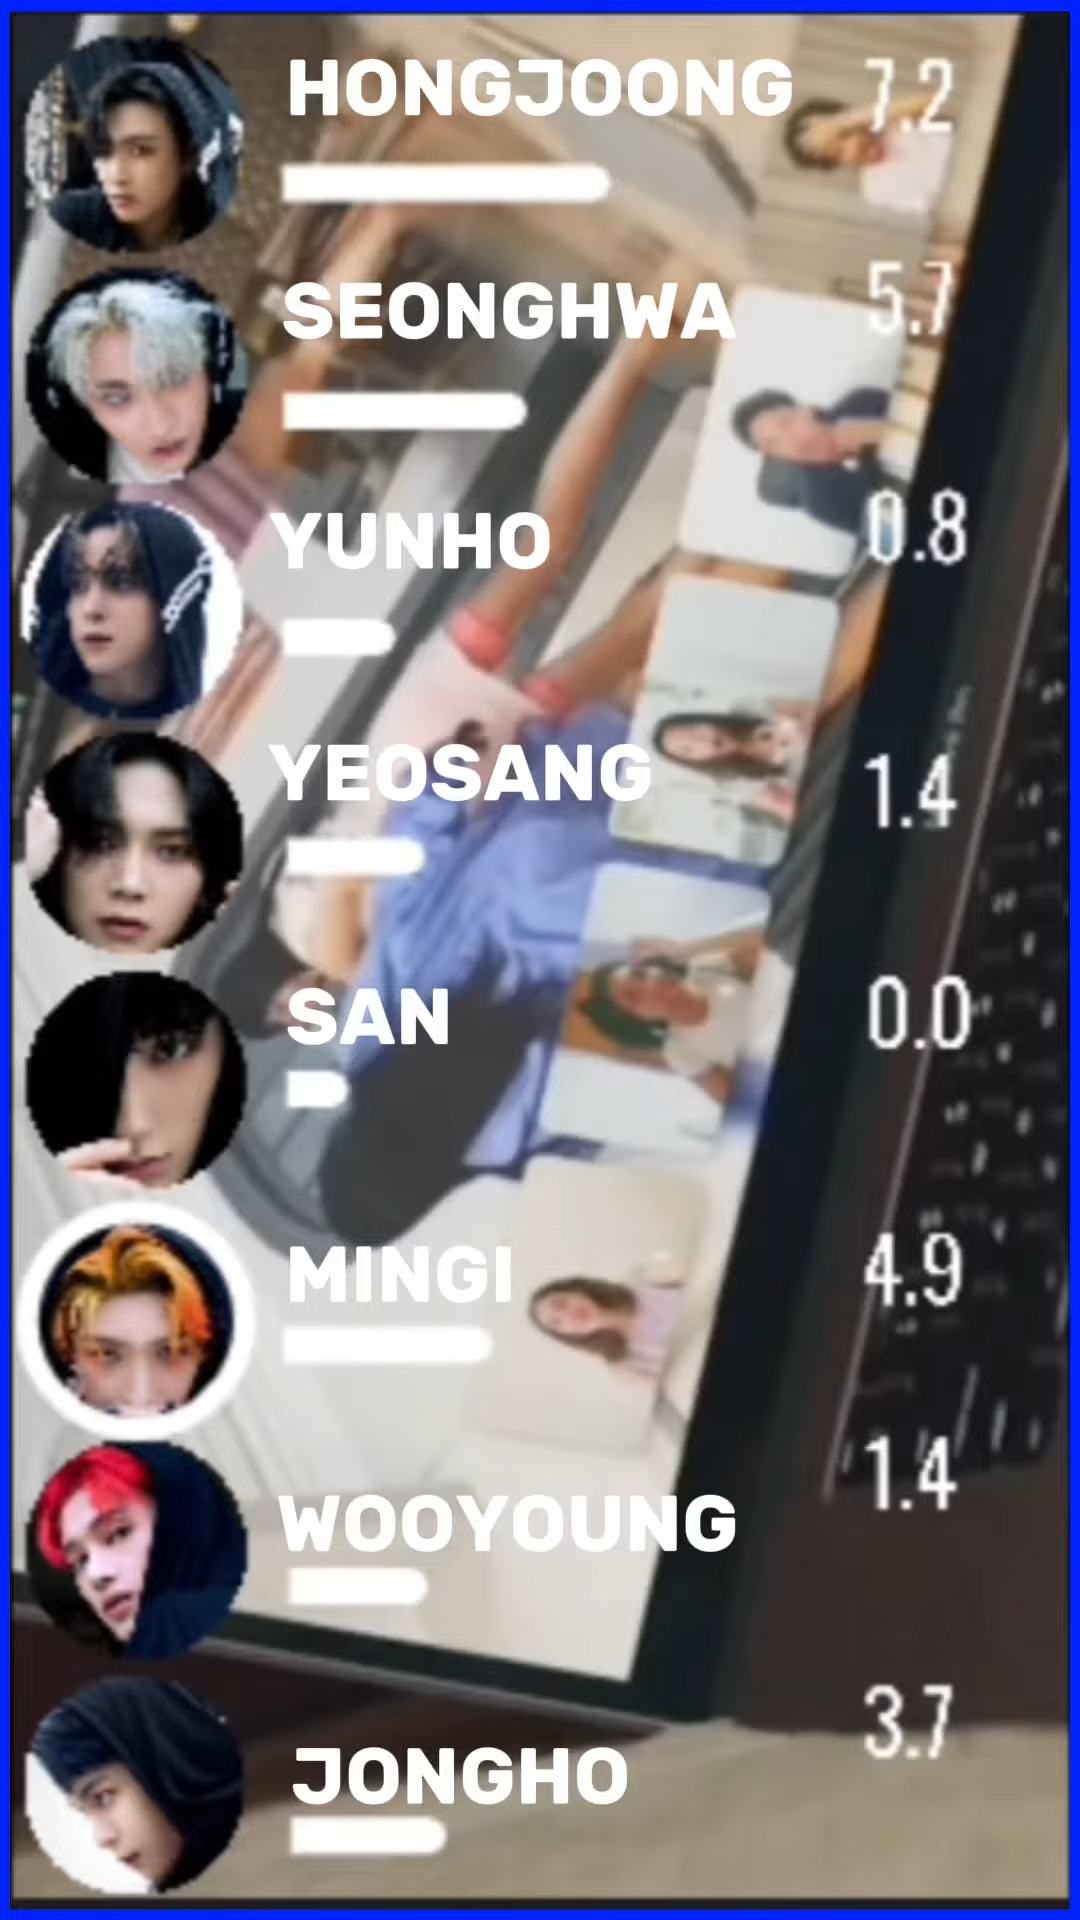 HONGJOONG 7.2
SEONGHWA 5.7
YUNHO 0.8
YEOSANG 1.4
SAN 0.0
MINGI 4.9
WOOYOUNG 1.4
JONGHO 3.7